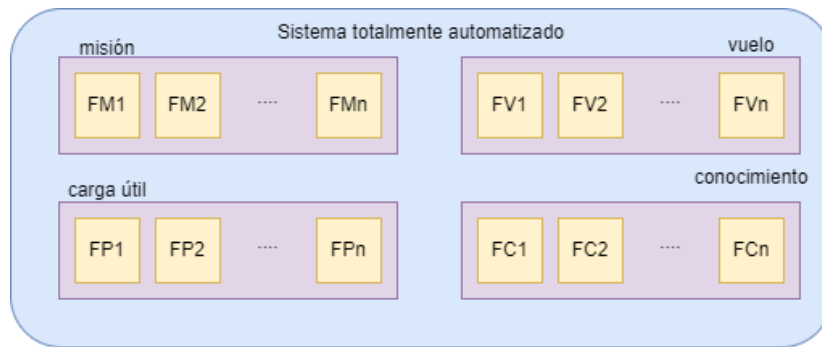 Sistema totalmente automatizado
misión
FM1 FM2 .... FMn
vuelo
FV1 FV2 .... FVn
carga útil
FP1 FP2 .... FPn
conocimiento
FC1 FC2 .... FCn